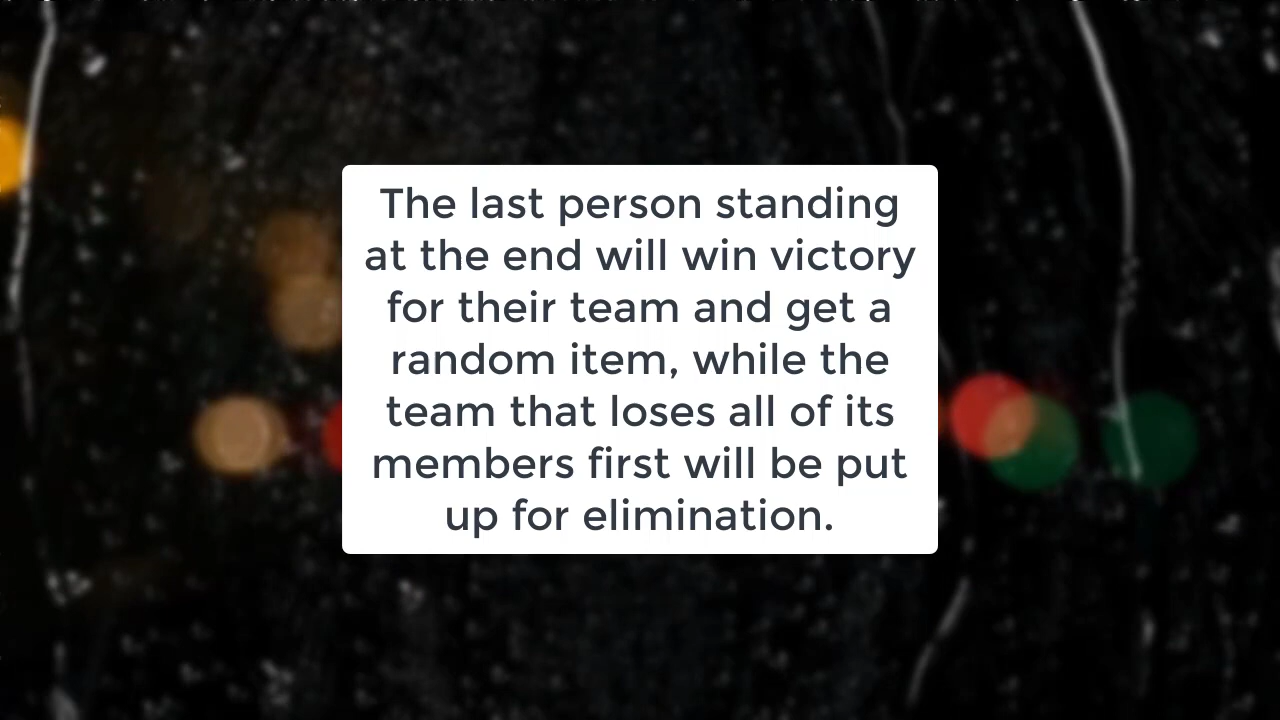 The last person standing
at the end will win victory
for their team and get a
random item, while the
team that loses all of its
members first will be put
up for elimination.